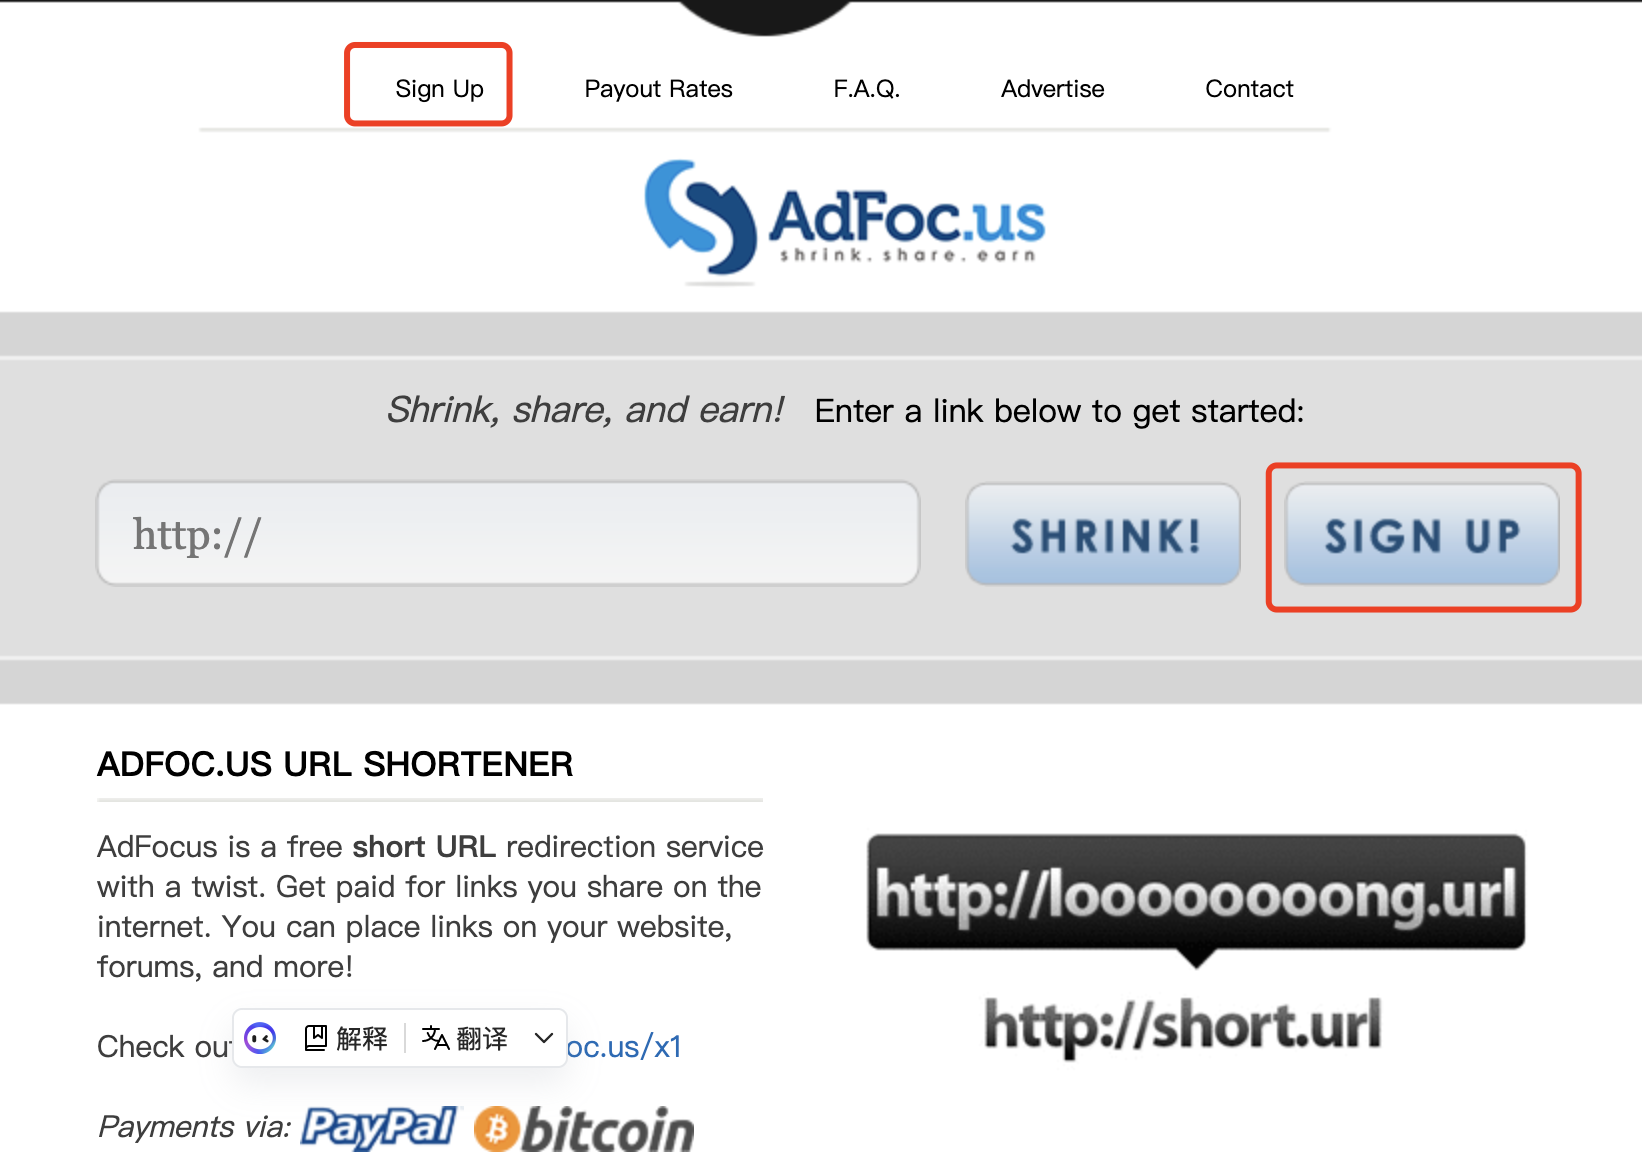 Sign Up Payout Rates F.A.Q. Advertise Contact
AdFoc.us
shrink. share. earn
Shrink, share, and earn! Enter a link below to get started:
http:// SHRINK! SIGN UP
ADFOC.US URL SHORTENER
AdFocus is a free short URL redirection service
with a twist. Get paid for links you share on the
internet. You can place links on your website,
forums, and more!
http://looooooooong.url
http://short.url
Check 解释 翻译 oc.us/x1
Payments via: PayPal bitcoin